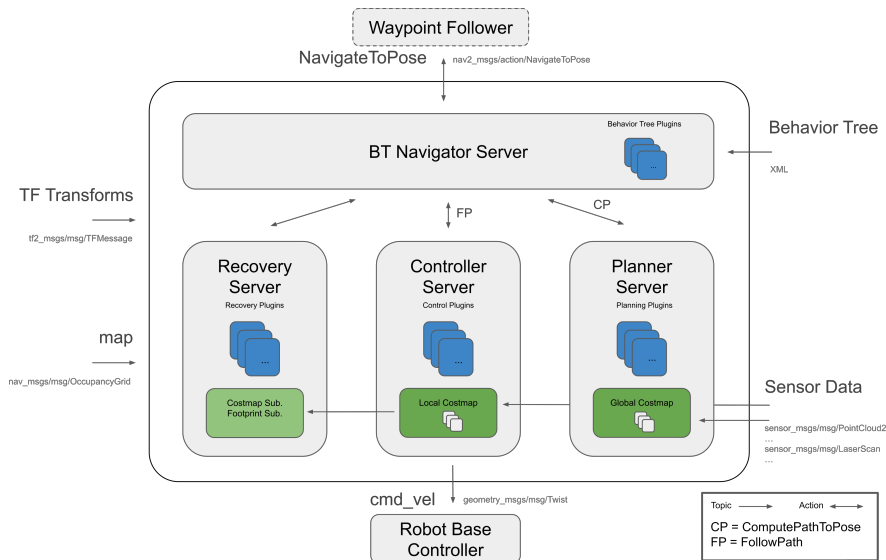 Waypoint Follower
NavigateToPose
nav2_msgs/action/NavigateToPose
Behavior Tree Plugins
BT Navigator Server
...
Behavior Tree
XML
TF Transforms
tf2_msgs/msg/TFMessage
FP
CP
Recovery
Server
Recovery Plugins
...
Controller
Server
Control Plugins
...
Planner
Server
Planning Plugins
...
map
nav_msgs/msg/OccupancyGrid
Costmap Sub.
Footprint Sub.
Local Costmap
Global Costmap
Sensor Data
sensor_msgs/msg/PointCloud2
...
sensor_msgs/msg/LaserScan
...
cmd_vel
geometry_msgs/msg/Twist
Robot Base
Controller
Topic
Action
CP = ComputePathToPose
FP = FollowPath